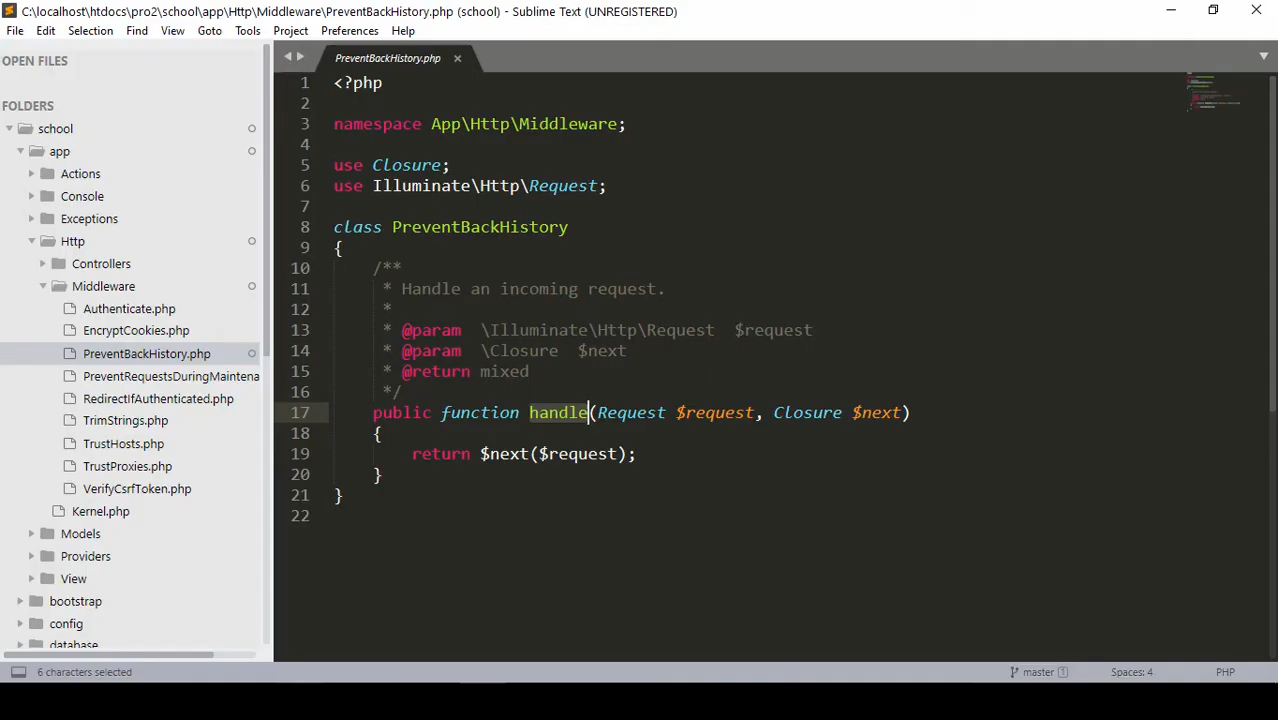 C:\localhost\htdocs\pro2\school\app\Http\Middleware\PreventBackHistory.php (school) - Sublime Text (UNREGISTERED)
File Edit Selection Find View Goto Tools Project Preferences Help
OPEN FILES
FOLDERS
school
app
Actions
Console
Exceptions
Http
Controllers
Middleware
Authenticate.php
EncryptCookies.php
PreventBackHistory.php
PreventRequestsDuringMaintena
RedirectIfAuthenticated.php
TrimStrings.php
TrustHosts.php
TrustProxies.php
VerifyCsrfToken.php
Kernel.php
Models
Providers
View
bootstrap
config
database
PreventBackHistory.php
1 <?php
2
3 namespace App\Http\Middleware;
4
5 use Closure;
6 use Illuminate\Http\Request;
7
8 class PreventBackHistory
9 {
10 /**
11 * Handle an incoming request.
12 *
13 * @param  \Illuminate\Http\Request  $request
14 * @param  \Closure  $next
15 * @return mixed
16 */
17 public function handle(Request $request, Closure $next)
18 {
19 return $next($request);
20 }
21 }
22
6 characters selected master 1 Spaces: 4 PHP